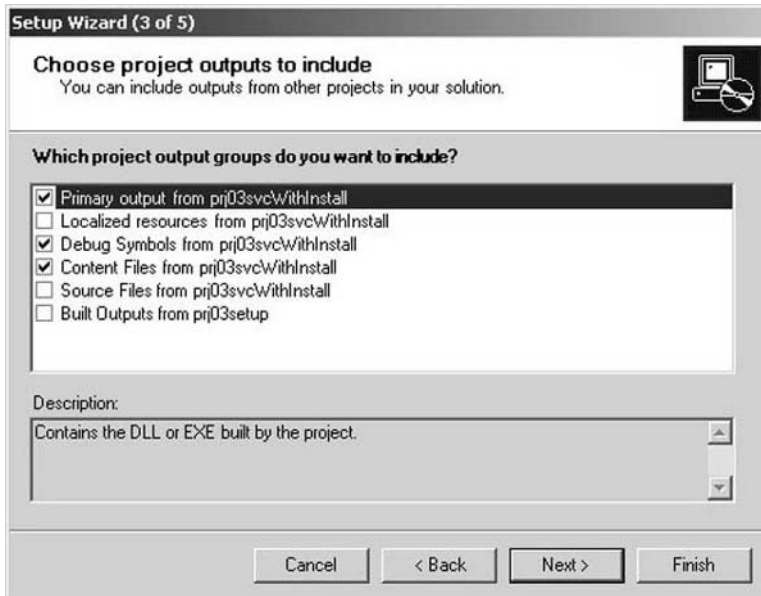 Setup Wizard (3 of 5)
Choose project outputs to include
You can include outputs from other projects in your solution.
Which project output groups do you want to include?
Primary output from prj03svcWithInstall
Localized resources from prj03svcWithInstall
Debug Symbols from prj03svcWithInstall
Content Files from prj03svcWithInstall
Source Files from prj03svcWithInstall
Built Outputs from prj03setup
Description:
Contains the DLL or EXE built by the project.
Cancel
< Back
Next >
Finish